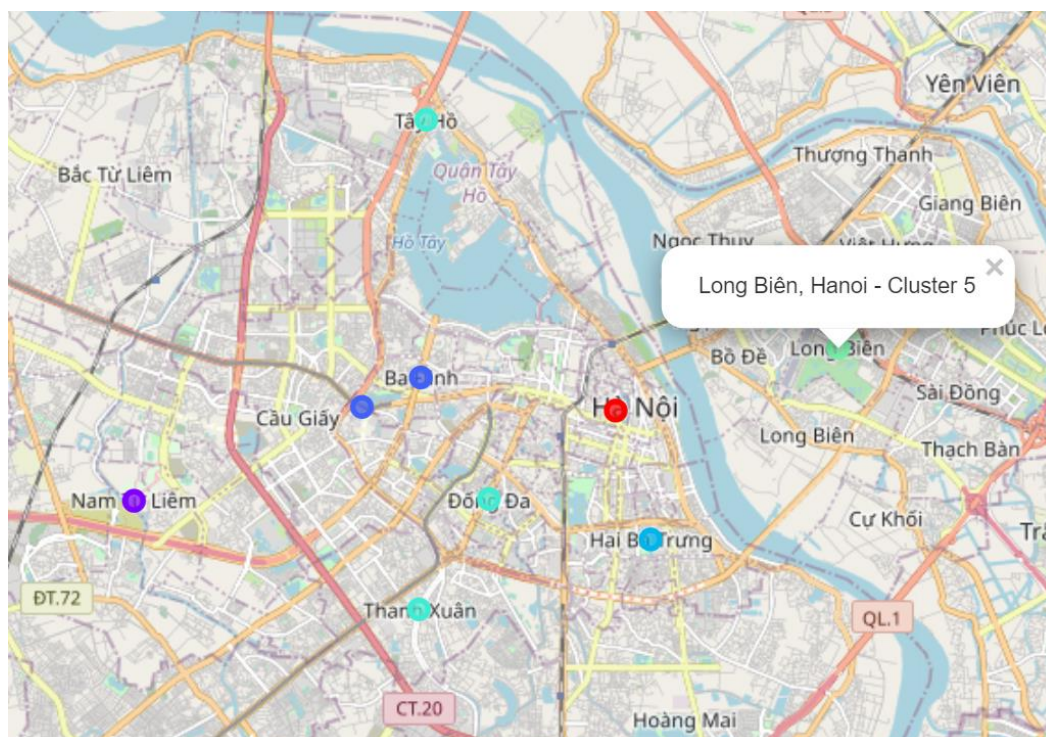 Yên Viên
Tây Hồ
Thượng Thanh
Bắc Từ Liêm
Quận Tây
Hồ
Giang Biên
Hồ Tây
Ngọc Thụy
Việt Hưng
×
Long Biên, Hanoi - Cluster 5
Phúc L
Long Biên
Bồ Đề
Ba Đình
Sài Đồng
Hà Nội
Cầu Giấy
Long Biên
Thạch Bàn
Nam Từ Liêm
Đống Đa
Cự Khối
Hai Bà Trưng
ĐT.72
Thanh Xuân
QL.1
CT.20
Hoàng Mai